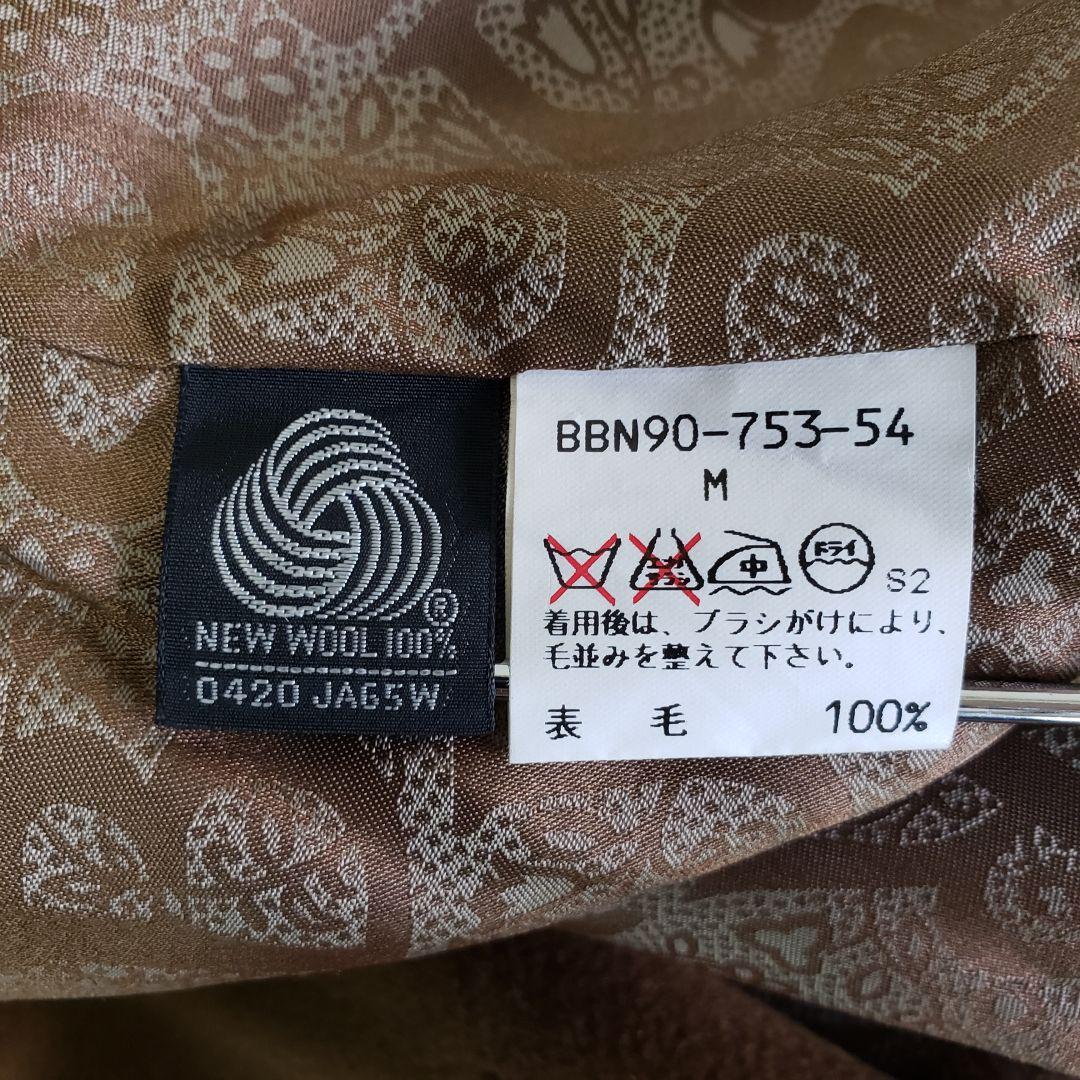 ®
NEW WOOL 100%
0420 JAG5W
BBN90-753-54
M
中
ドライ
S2
着用後は、ブラシがけにより、
毛並みを整えて下さい。
表 毛 100%